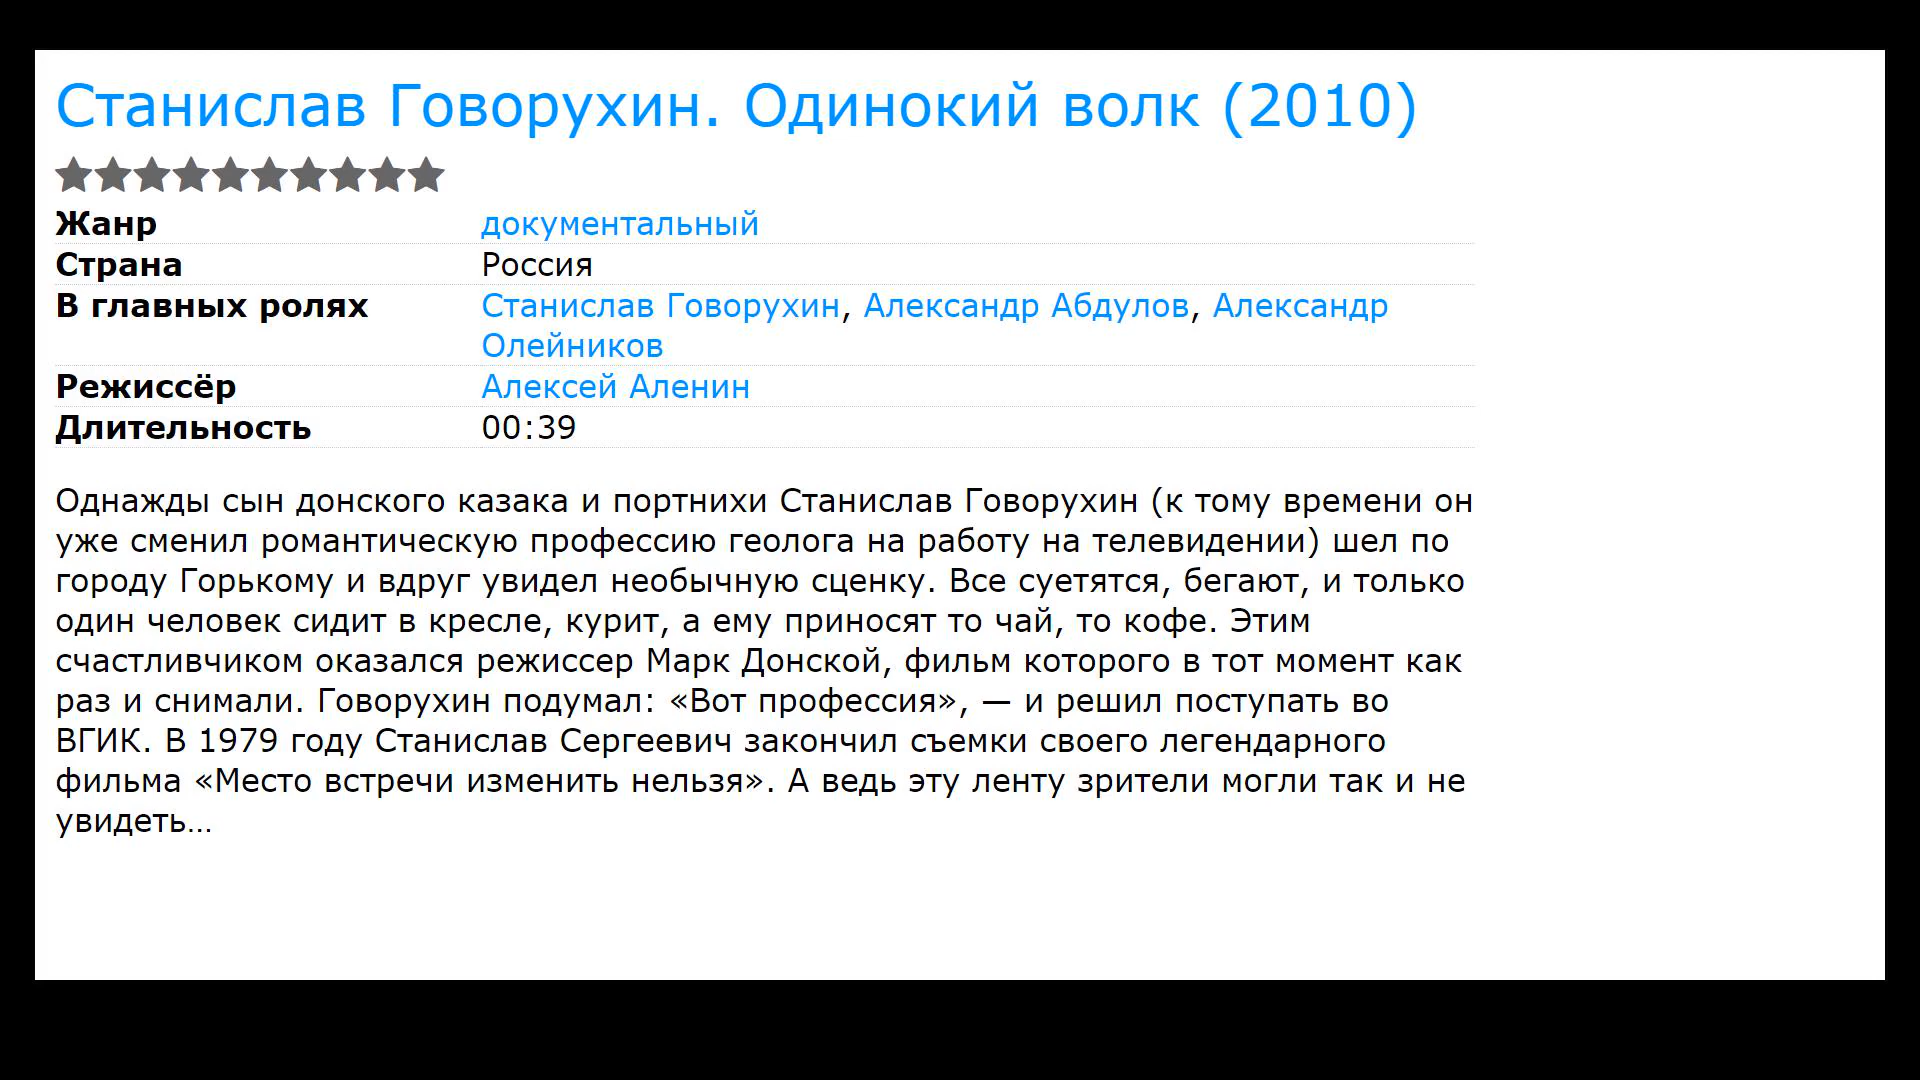 Станислав Говорухин. Одинокий волк (2010)
Жанр документальный
Страна Россия
В главных ролях Станислав Говорухин, Александр Абдулов, Александр
Олейников
Режиссёр Алексей Аленин
Длительность 00:39
Однажды сын донского казака и портнихи Станислав Говорухин (к тому времени он
уже сменил романтическую профессию геолога на работу на телевидении) шел по
городу Горькому и вдруг увидел необычную сценку. Все суетятся, бегают, и только
один человек сидит в кресле, курит, а ему приносят то чай, то кофе. Этим
счастливчиком оказался режиссер Марк Донской, фильм которого в тот момент как
раз и снимали. Говорухин подумал: «Вот профессия», — и решил поступать во
ВГИК. В 1979 году Станислав Сергеевич закончил съемки своего легендарного
фильма «Место встречи изменить нельзя». А ведь эту ленту зрители могли так и не
увидеть...